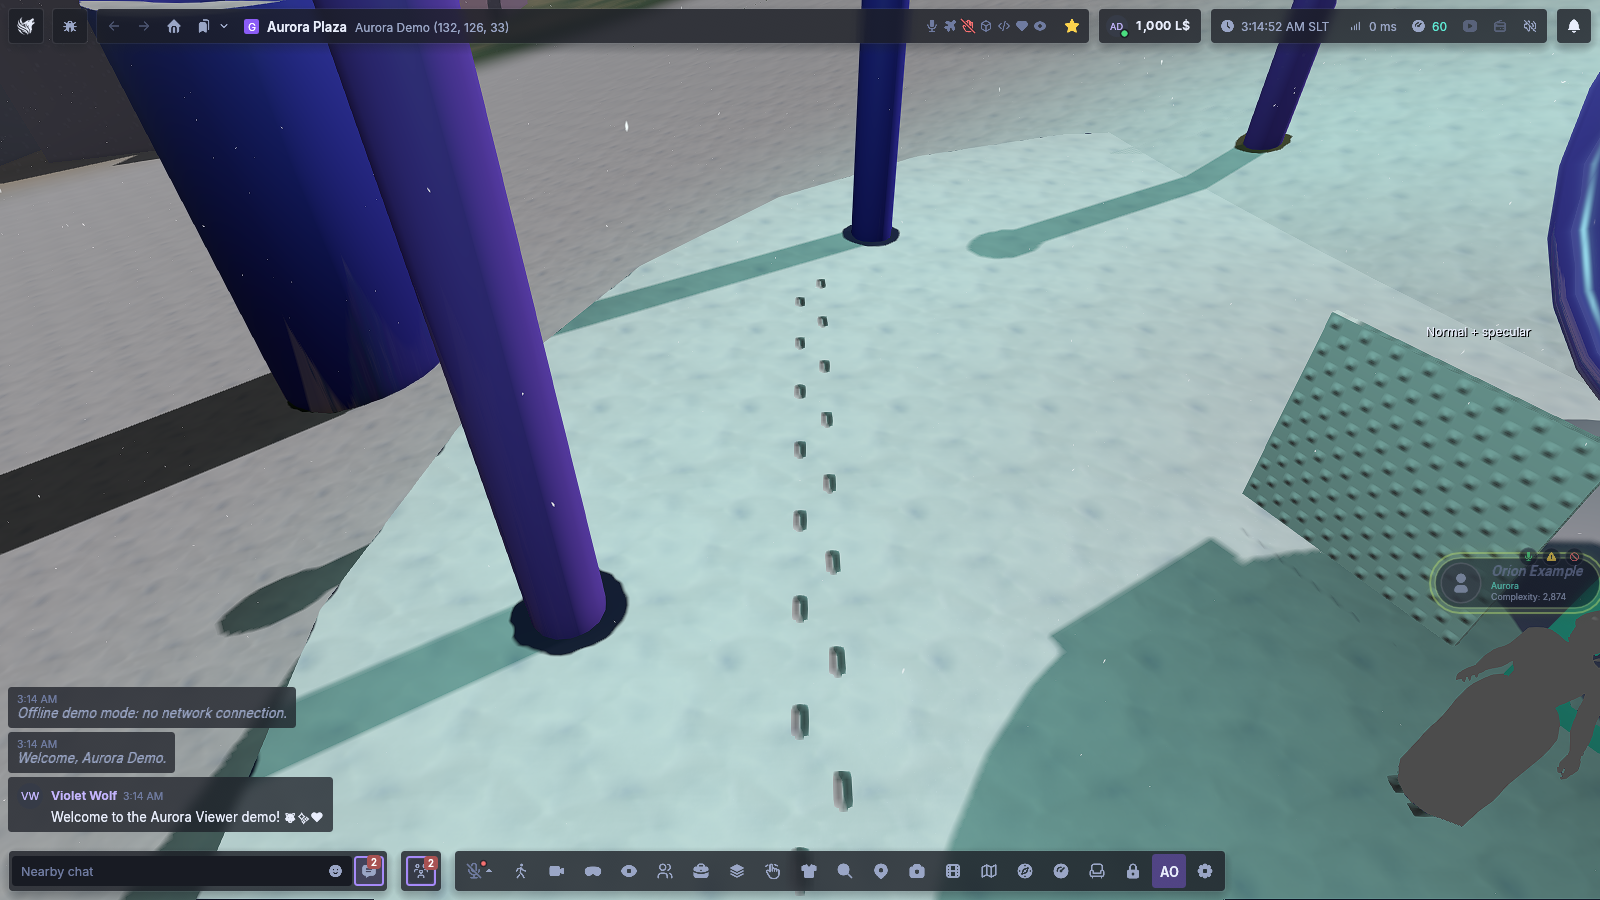 G Aurora Plaza Aurora Demo (132, 126, 33)
AD 1,000 L$
3:14:52 AM SLT 0 ms 60
Normal + specular
Orion Example
Aurora
Complexity: 2,874
3:14 AM
Offline demo mode: no network connection.
3:14 AM
Welcome, Aurora Demo.
VW Violet Wolf 3:14 AM
Welcome to the Aurora Viewer demo!
Nearby chat
2
2
AO